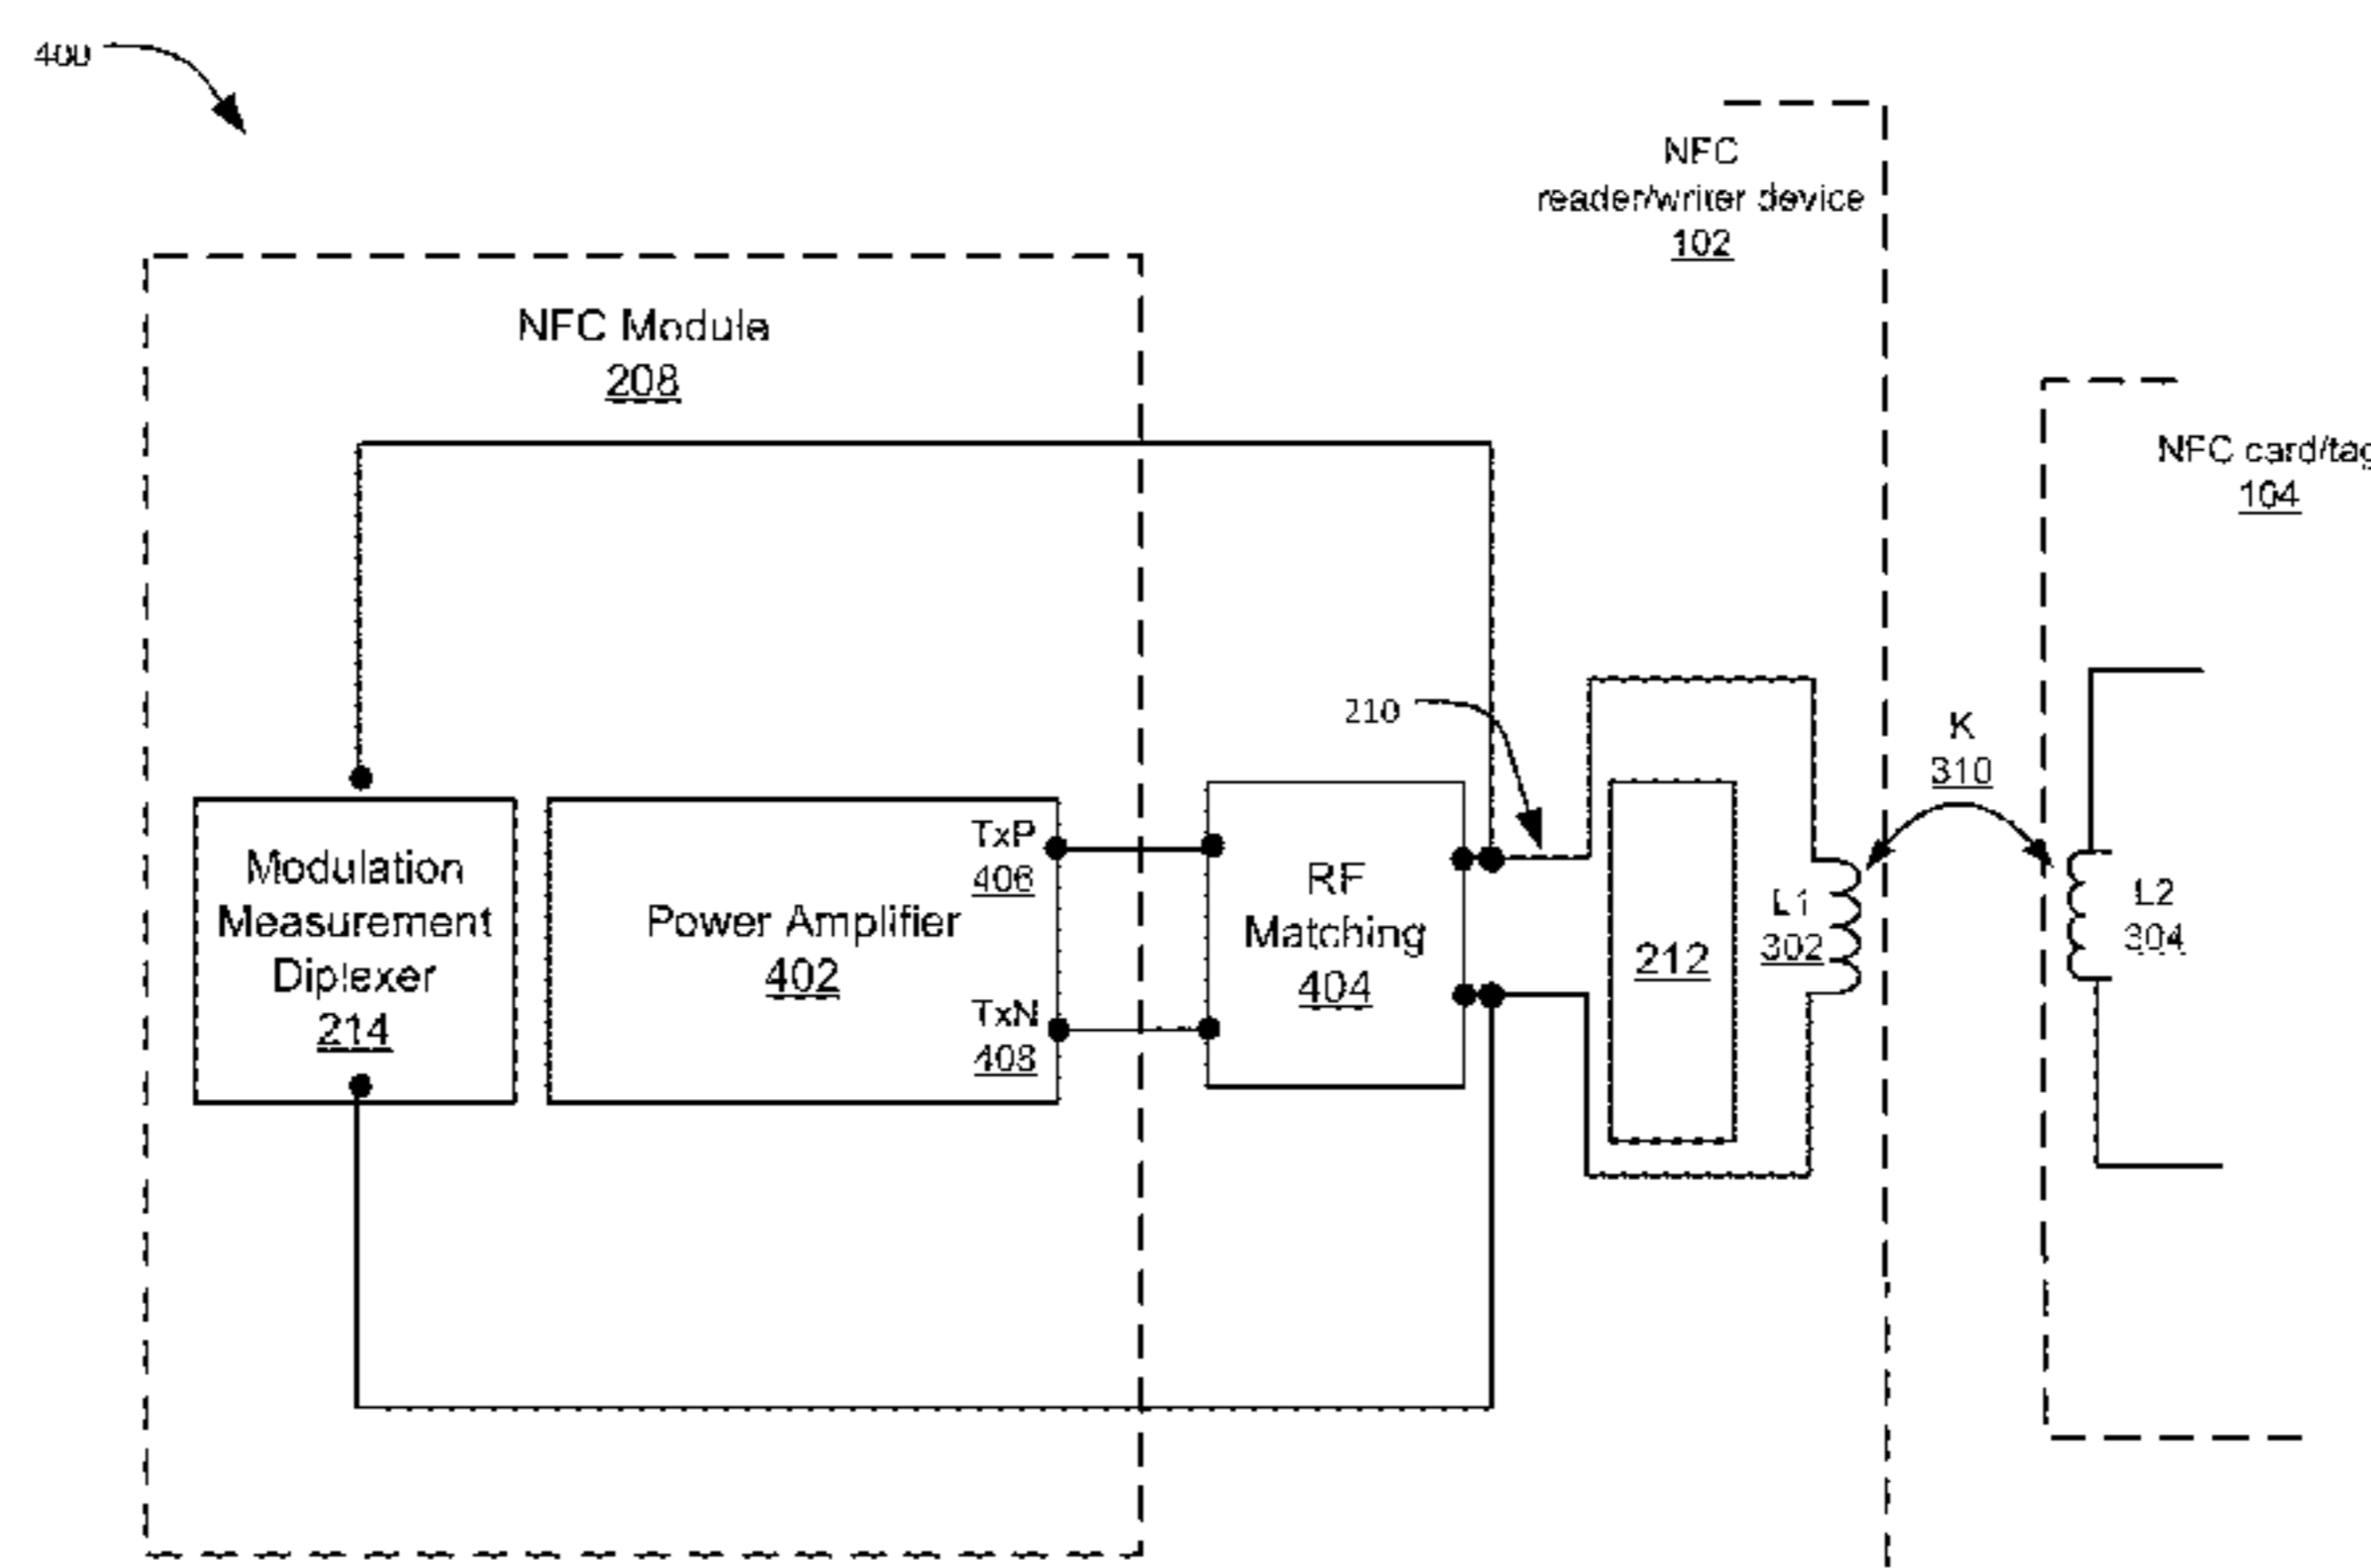 400
NFC
reader/writer device
102
NFC Module
208
NFC card/tag
104
210
K
310
Modulation
Measurement
Diplexer
214
Power Amplifier
402
TxP
406
TxN
408
RF
Matching
404
212
L1
302
L2
304